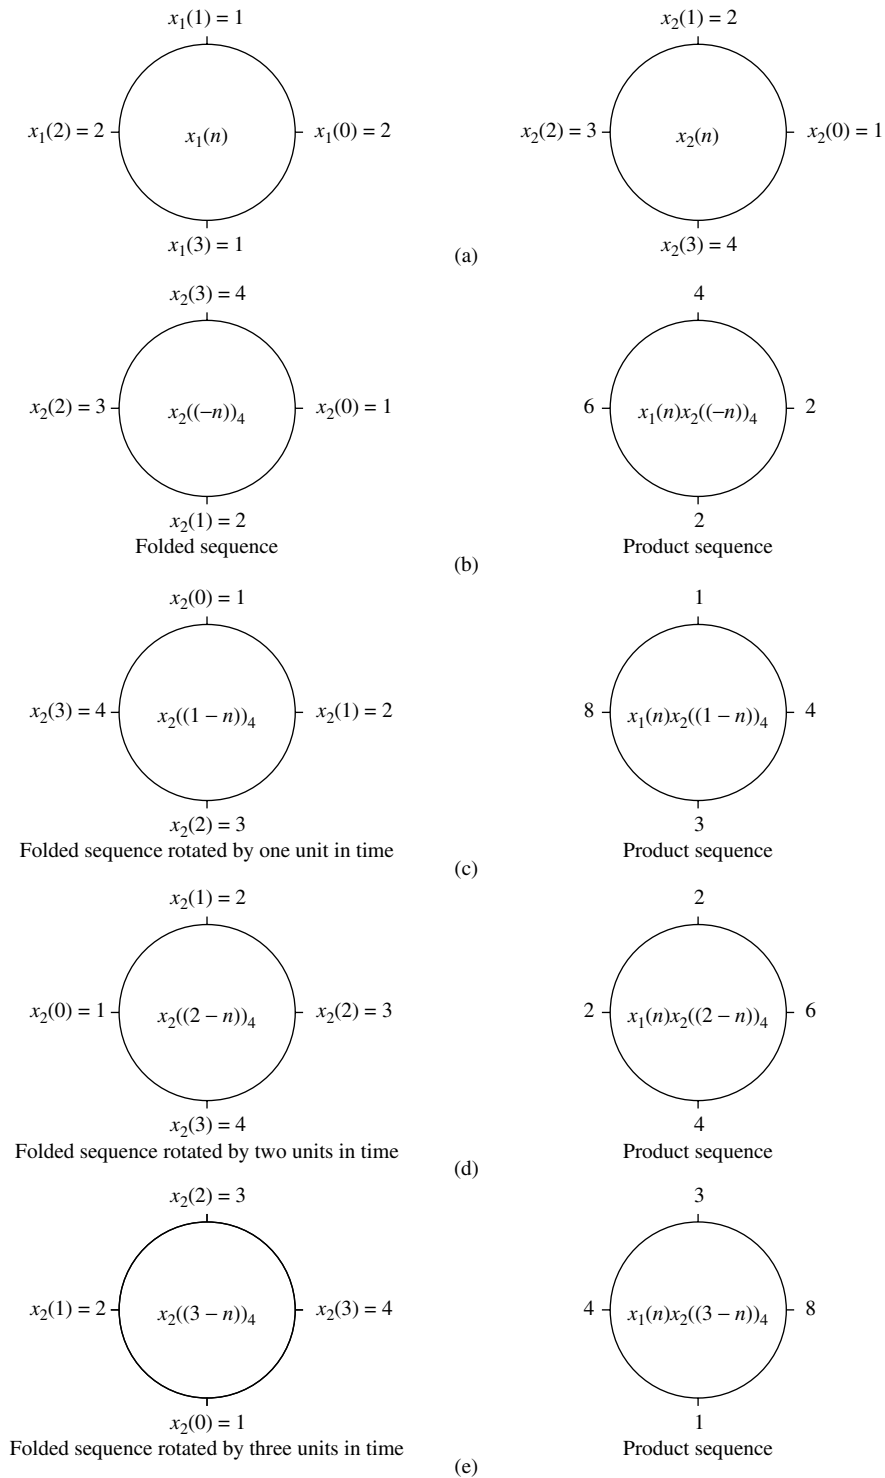 x₁(1) = 1
x₂(1) = 2
x₁(2) = 2
x₁(n)
x₁(0) = 2
x₂(2) = 3
x₂(n)
x₂(0) = 1
x₁(3) = 1
x₂(3) = 4
(a)
x₂(3) = 4
4
x₂(2) = 3
x₂((−n))₄
x₂(0) = 1
6
x₁(n)x₂((−n))₄
2
x₂(1) = 2
2
Folded sequence
Product sequence
(b)
x₂(0) = 1
1
x₂(3) = 4
x₂((1 − n))₄
x₂(1) = 2
8
x₁(n)x₂((1 − n))₄
4
x₂(2) = 3
3
Folded sequence rotated by one unit in time
Product sequence
(c)
x₂(1) = 2
2
x₂(0) = 1
x₂((2 − n))₄
x₂(2) = 3
2
x₁(n)x₂((2 − n))₄
6
x₂(3) = 4
4
Folded sequence rotated by two units in time
Product sequence
(d)
x₂(2) = 3
3
x₂(1) = 2
x₂((3 − n))₄
x₂(3) = 4
4
x₁(n)x₂((3 − n))₄
8
x₂(0) = 1
1
Folded sequence rotated by three units in time
Product sequence
(e)